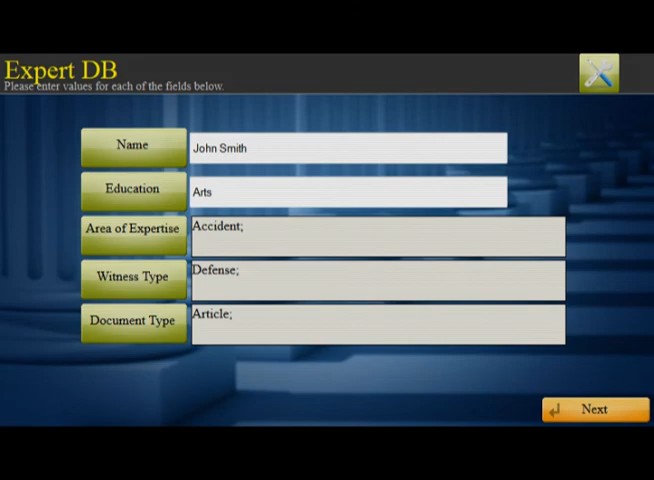 Expert DB
Please enter values for each of the fields below.
Name
John Smith
Education
Arts
Area of Expertise
Accident;
Witness Type
Defense;
Document Type
Article;
Next